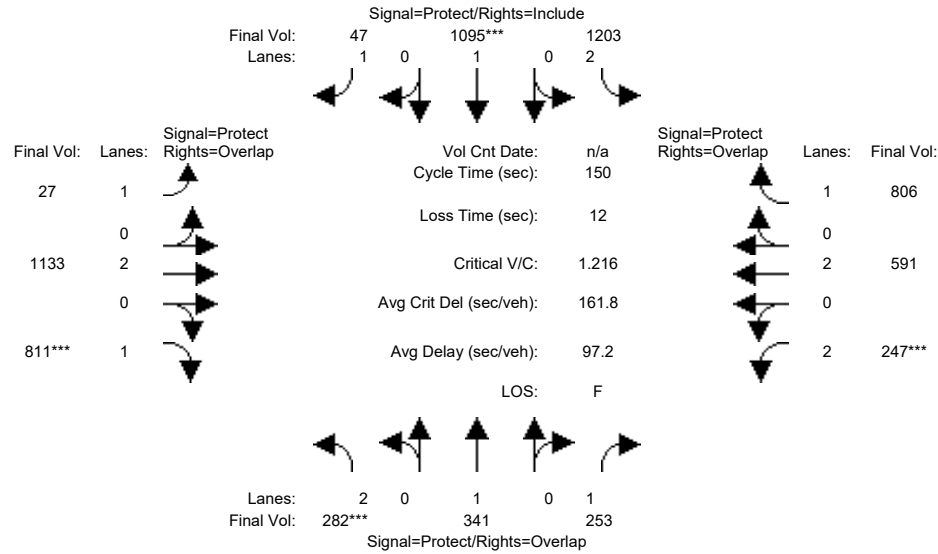 Signal=Protect/Rights=Include
Final Vol: 47 1095*** 1203
Lanes: 1 0 1 0 2
Signal=Protect Signal=Protect
Final Vol: Lanes: Rights=Overlap Vol Cnt Date: n/a Rights=Overlap Lanes: Final Vol:
Cycle Time (sec): 150
27 1 1 806
Loss Time (sec): 12
0 0
1133 2 Critical V/C: 1.216 2 591
0 Avg Crit Del (sec/veh): 161.8 0
811*** 1 Avg Delay (sec/veh): 97.2 2 247***
LOS: F
Lanes: 2 0 1 0 1
Final Vol: 282*** 341 253
Signal=Protect/Rights=Overlap